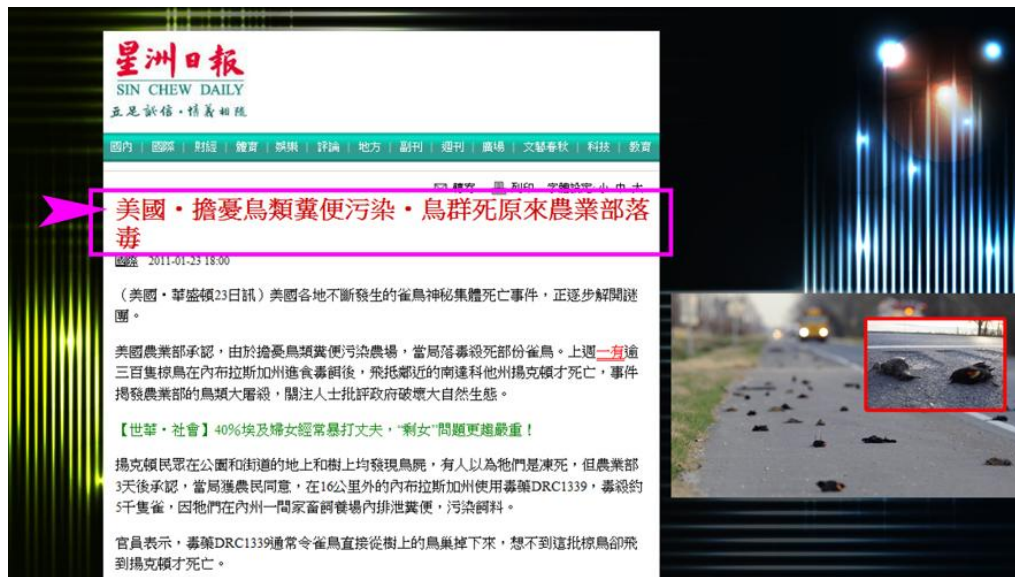 星洲日報
SIN CHEW DAILY
立足誠信·情義相隨
國內 | 國際 | 財經 | 體育 | 娛樂 | 評論 | 地方 | 副刊 | 週刊 | 廣場 | 文藝春秋 | 科技 | 教育
轉寄 列印 字體設定: 小 中 大
美國·擔憂鳥類糞便污染·鳥群死原來農業部落
毒
國際 2011-01-23 18:00
（美國·華盛頓23日訊）美國各地不斷發生的雀鳥神秘集體死亡事件，正逐步解開謎
團。
美國農業部承認，由於擔憂鳥類糞便污染農場，當局落毒殺死部份雀鳥。上週一有逾
三百隻椋鳥在內布拉斯加州進食毒餌後，飛抵鄰近的南達科他州揚克頓才死亡，事件
揭發農業部的鳥類大屠殺，關注人士批評政府破壞大自然生態。
【世華·社會】40%埃及婦女經常暴打丈夫，“剩女”問題更趨嚴重！
揚克頓民眾在公園和街道的地上和樹上均發現鳥屍，有人以為牠們是凍死，但農業部
3天後承認，當局獲農民同意，在16公里外的內布拉斯加州使用毒藥DRC1339，毒殺約
5千隻雀，因牠們在內州一間家畜飼養場內排泄糞便，污染飼料。
官員表示，毒藥DRC1339通常令雀鳥直接從樹上的鳥巢掉下來，想不到這批椋鳥卻飛
到揚克頓才死亡。